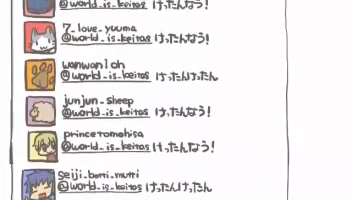 @world_is_keitos けったんなう!
7_love_yuuma
@world_is_keitos けったんなう!
wanwan1oh
@world_is_keitos けったんけったん
junjun_sheep
@world_is_keitos けったんなう!
princetomohisa
@world_is_keitos けったんなう!
seiji_botti_mutti
@world_is_keitos けったんけったん